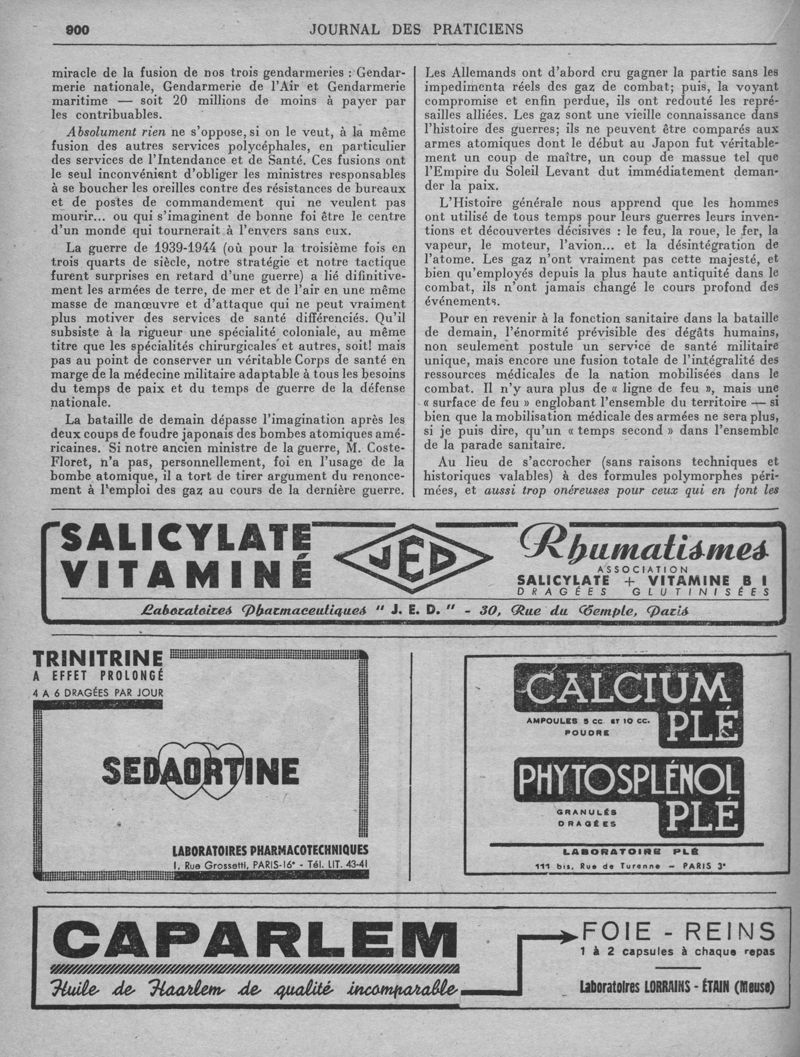 900
JOURNAL DES PRATICIENS
miracle de la fusion de nos trois gendarmeries : Gendar-
merie nationale, Gendarmerie de l'Air et Gendarmerie
maritime — soit 20 millions de moins à payer par
les contribuables.
Absolument rien ne s'oppose, si on le veut, à la même
fusion des autres services polycéphales, en particulier
des services de l'Intendance et de Santé. Ces fusions ont
le seul inconvénient d'obliger les ministres responsables
à se boucher les oreilles contre des résistances de bureaux
et de postes de commandement qui ne veulent pas
mourir... ou qui s'imaginent de bonne foi être le centre
d'un monde qui tournerait à l'envers sans eux.
La guerre de 1939-1944 (où pour la troisième fois en
trois quarts de siècle, notre stratégie et notre tactique
furent surprises en retard d'une guerre) a lié difinitive-
ment les armées de terre, de mer et de l'air en une même
masse de manœuvre et d'attaque qui ne peut vraiment
plus motiver des services de santé différenciés. Qu'il
subsiste à la rigueur une spécialité coloniale, au même
titre que les spécialités chirurgicales et autres, soit! mais
pas au point de conserver un véritable Corps de santé en
marge de la médecine militaire adaptable à tous les besoins
du temps de paix et du temps de guerre de la défense
nationale.
La bataille de demain dépasse l'imagination après les
deux coups de foudre japonais des bombes atomiques amé-
ricaines. Si notre ancien ministre de la guerre, M. Coste-
Floret, n'a pas, personnellement, foi en l'usage de la
bombe atomique, il a tort de tirer argument du renonce-
ment à l'emploi des gaz au cours de la dernière guerre.
Les Allemands ont d'abord cru gagner la partie sans les
impedimenta réels des gaz de combat; puis, la voyant
compromise et enfin perdue, ils ont redouté les repré-
sailles alliées. Les gaz sont une vieille connaissance dans
l'histoire des guerres; ils ne peuvent être comparés aux
armes atomiques dont le début au Japon fut véritable-
ment un coup de maître, un coup de massue tel que
l'Empire du Soleil Levant dut immédiatement deman-
der la paix.
L'Histoire générale nous apprend que les hommes
ont utilisé de tous temps pour leurs guerres leurs inven-
tions et découvertes décisives : le feu, la roue, le fer, la
vapeur, le moteur, l'avion... et la désintégration de
l'atome. Les gaz n'ont vraiment pas cette majesté, et
bien qu'employés depuis la plus haute antiquité dans le
combat, ils n'ont jamais changé le cours profond des
événements.
Pour en revenir à la fonction sanitaire dans la bataille
de demain, l'énormité prévisible des dégâts humains,
non seulement postule un service de santé militaire
unique, mais encore une fusion totale de l'intégralité des
ressources médicales de la nation mobilisées dans le
combat. Il n'y aura plus de « ligne de feu », mais une
« surface de feu » englobant l'ensemble du territoire — si
bien que la mobilisation médicale des armées ne sera plus,
si je puis dire, qu'un « temps second » dans l'ensemble
de la parade sanitaire.
Au lieu de s'accrocher (sans raisons techniques et
historiques valables) à des formules polymorphes péri-
mées, et aussi trop onéreuses pour ceux qui en font les
SALICYLATE
VITAMINÉ
JED
Rhumatismes
ASSOCIATION
SALICYLATE + VITAMINE B I
DRAGÉES GLUTINISÉES
Laboratoires Pharmaceutiques " J. E. D. " - 30, Rue du Temple, Paris
TRINITRINE
A EFFET PROLONGÉ
4 A 6 DRAGÉES PAR JOUR
SEDAORTINE
LABORATOIRES PHARMACOTECHNIQUES
1, Rue Grossetti, PARIS-16e - Tél. LIT. 43-41
CALCIUM
PLÉ
AMPOULES 5 CC. ET 10 CC.
POUDRE
PHYTOSPLÉNOL
PLÉ
GRANULÉS
DRAGÉES
LABORATOIRE PLÉ
111 bis, Rue de Turenne — PARIS 3e
CAPARLEM
Huile de Haarlem de qualité incomparable
FOIE - REINS
1 à 2 capsules à chaque repas
Laboratoires LORRAINS - ÉTAIN (Meuse)